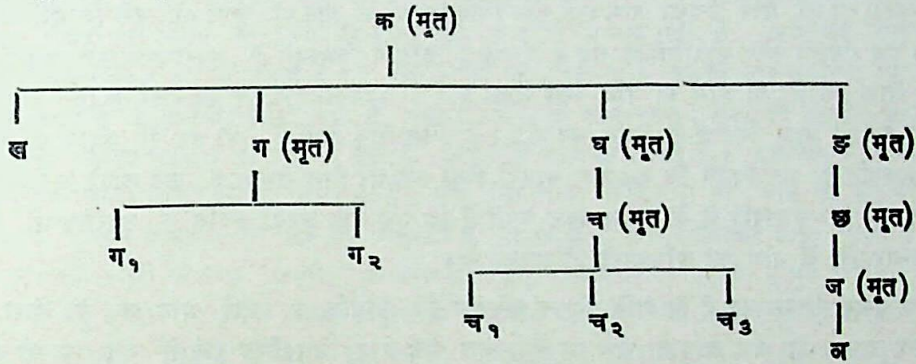 क (मृत)
ख ग (मृत) घ (मृत) ङ (मृत)
च (मृत) छ (मृत)
ग१ ग२
ज (मृत)
च१ च२ च३
ञ